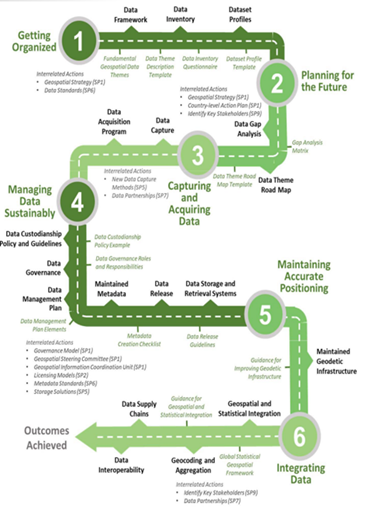 Data
Framework
Data
Inventory
Dataset
Profiles
Getting
Organized
1
Fundamental
Geospatial Data
Themes
Data Theme
Description
Template
Data Inventory
Questionnaire
Dataset Profile
Template
Interrelated Actions
• Geospatial Strategy (SP1)
• Data Standards (SP6)
2
Planning for
the Future
Interrelated Actions
• Geospatial Strategy (SP1)
• Country-level Action Plan (SP1)
• Identify Key Stakeholders (SP9)
Data Gap
Analysis
Gap Analysis
Matrix
Data Theme
Road Map
Data Theme Road
Map Template
Data
Acquisition
Program
Data
Capture
3
Capturing
and
Acquiring
Data
Interrelated Actions
• New Data Capture
Methods (SP5)
• Data Partnerships (SP7)
Managing
Data
Sustainably
4
Data Custodianship
Policy and Guidelines
Data Custodianship
Policy Example
Data
Governance
Data Governance Roles
and Responsibilities
Data
Management
Plan
Data Management
Plan Elements
Maintained
Metadata
Data
Release
Data Storage and
Retrieval Systems
Metadata
Creation Checklist
Data Release
Guidelines
Interrelated Actions
• Governance Model (SP1)
• Geospatial Steering Committee (SP1)
• Geospatial Information Coordination Unit (SP1)
• Licensing Models (SP2)
• Metadata Standards (SP6)
• Storage Solutions (SP5)
Maintaining
Accurate
Positioning
5
Guidance for
Improving Geodetic
Infrastructure
Maintained
Geodetic
Infrastructure
6
Integrating
Data
Data Supply
Chains
Guidance for
Geospatial and
Statistical Integration
Geospatial and
Statistical Integration
Outcomes
Achieved
Data
Interoperability
Geocoding and
Aggregation
Global Statistical
Geospatial
Framework
Interrelated Actions
• Identify Key Stakeholders (SP9)
• Data Partnerships (SP7)